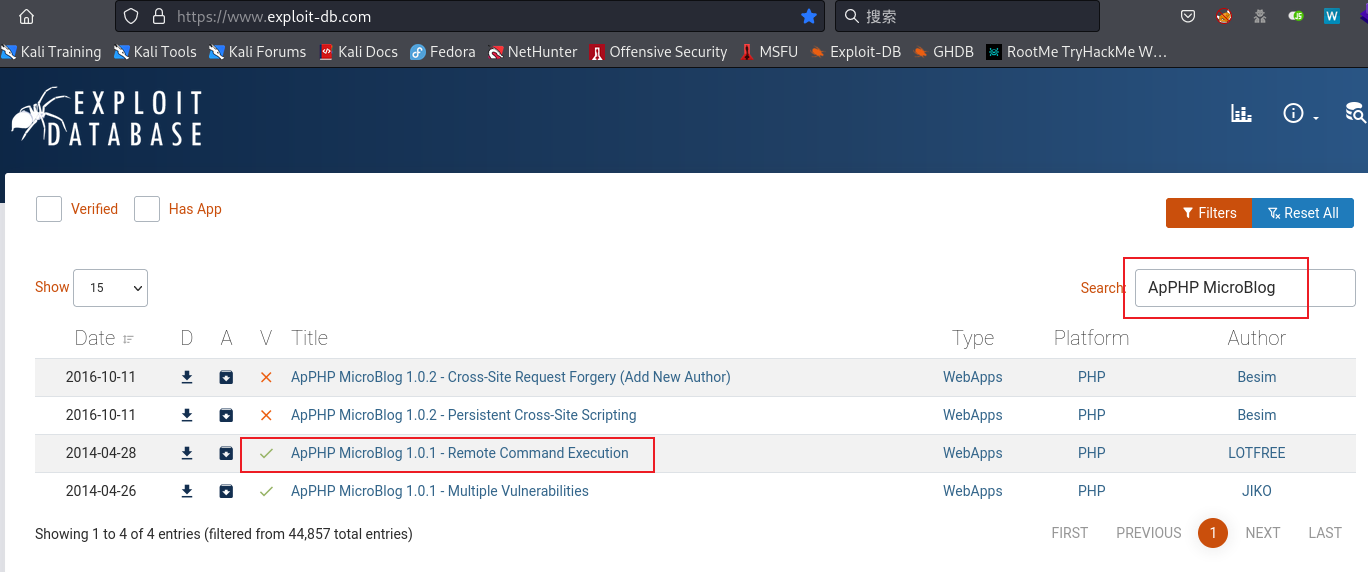 https://www.exploit-db.com 搜索
Kali Training Kali Tools Kali Forums Kali Docs Fedora NetHunter Offensive Security MSFU Exploit-DB GHDB RootMe TryHackMe W…
EXPLOIT
DATABASE
Verified Has App Filters Reset All
Show 15 Search: ApPHP MicroBlog
Date D A V Title Type Platform Author
2016-10-11 ApPHP MicroBlog 1.0.2 - Cross-Site Request Forgery (Add New Author) WebApps PHP Besim
2016-10-11 ApPHP MicroBlog 1.0.2 - Persistent Cross-Site Scripting WebApps PHP Besim
2014-04-28 ApPHP MicroBlog 1.0.1 - Remote Command Execution WebApps PHP LOTFREE
2014-04-26 ApPHP MicroBlog 1.0.1 - Multiple Vulnerabilities WebApps PHP JIKO
Showing 1 to 4 of 4 entries (filtered from 44,857 total entries) FIRST PREVIOUS 1 NEXT LAST